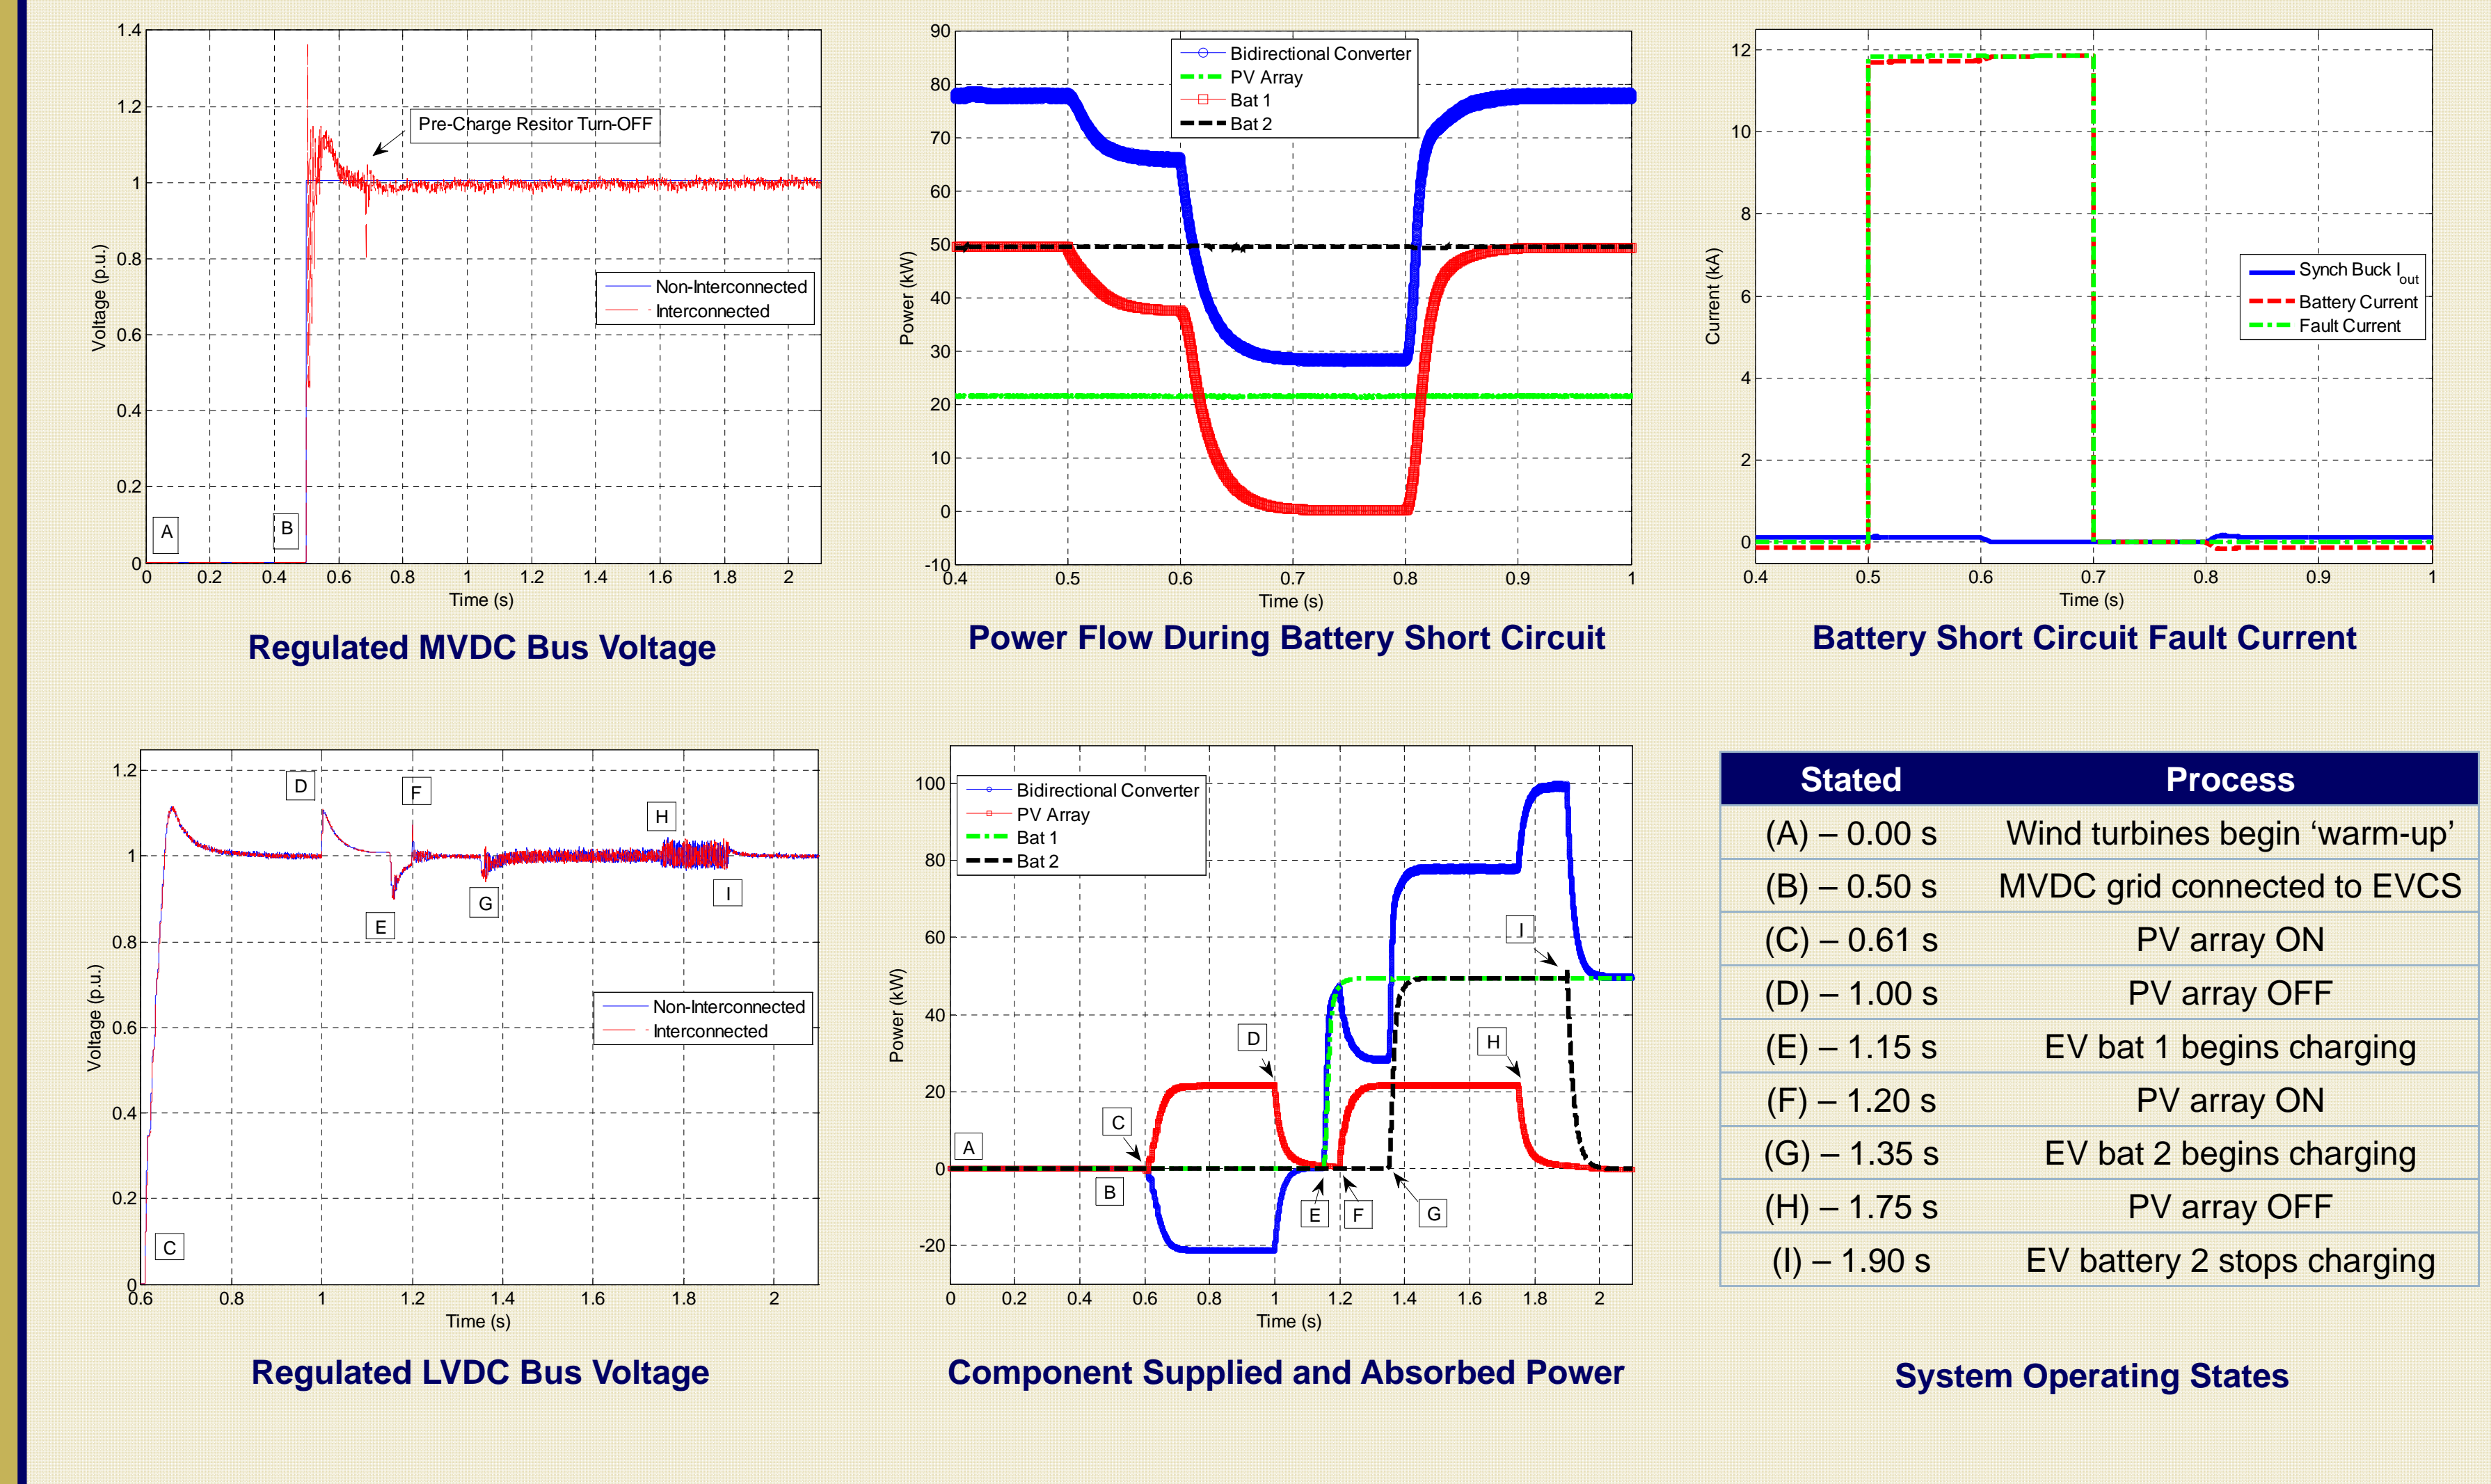 1.4
1.2
1
0.8
0.6
0.4
0.2
0
0 0.2 0.4 0.6 0.8 1 1.2 1.4 1.6 1.8 2
Voltage (p.u.)
Time (s)
Pre-Charge Resitor Turn-OFF
Non-Interconnected
Interconnected
A
B
Regulated MVDC Bus Voltage
90
80
70
60
50
40
30
20
10
0
-10
0.4 0.5 0.6 0.7 0.8 0.9 1
Power (kW)
Time (s)
Bidirectional Converter
PV Array
Bat 1
Bat 2
Power Flow During Battery Short Circuit
12
10
8
6
4
2
0
0.4 0.5 0.6 0.7 0.8 0.9 1
Current (kA)
Time (s)
Synch Buck Iout
Battery Current
Fault Current
Battery Short Circuit Fault Current
1.2
1
0.8
0.6
0.4
0.2
0
0.6 0.8 1 1.2 1.4 1.6 1.8 2
Voltage (p.u.)
Time (s)
Non-Interconnected
Interconnected
C
D
E
F
G
H
I
Regulated LVDC Bus Voltage
100
80
60
40
20
0
-20
0 0.2 0.4 0.6 0.8 1 1.2 1.4 1.6 1.8 2
Power (kW)
Time (s)
Bidirectional Converter
PV Array
Bat 1
Bat 2
A
B
C
D
E
F
G
H
I
Component Supplied and Absorbed Power
Stated Process
(A) – 0.00 s Wind turbines begin ‘warm-up’
(B) – 0.50 s MVDC grid connected to EVCS
(C) – 0.61 s PV array ON
(D) – 1.00 s PV array OFF
(E) – 1.15 s EV bat 1 begins charging
(F) – 1.20 s PV array ON
(G) – 1.35 s EV bat 2 begins charging
(H) – 1.75 s PV array OFF
(I) – 1.90 s EV battery 2 stops charging
System Operating States